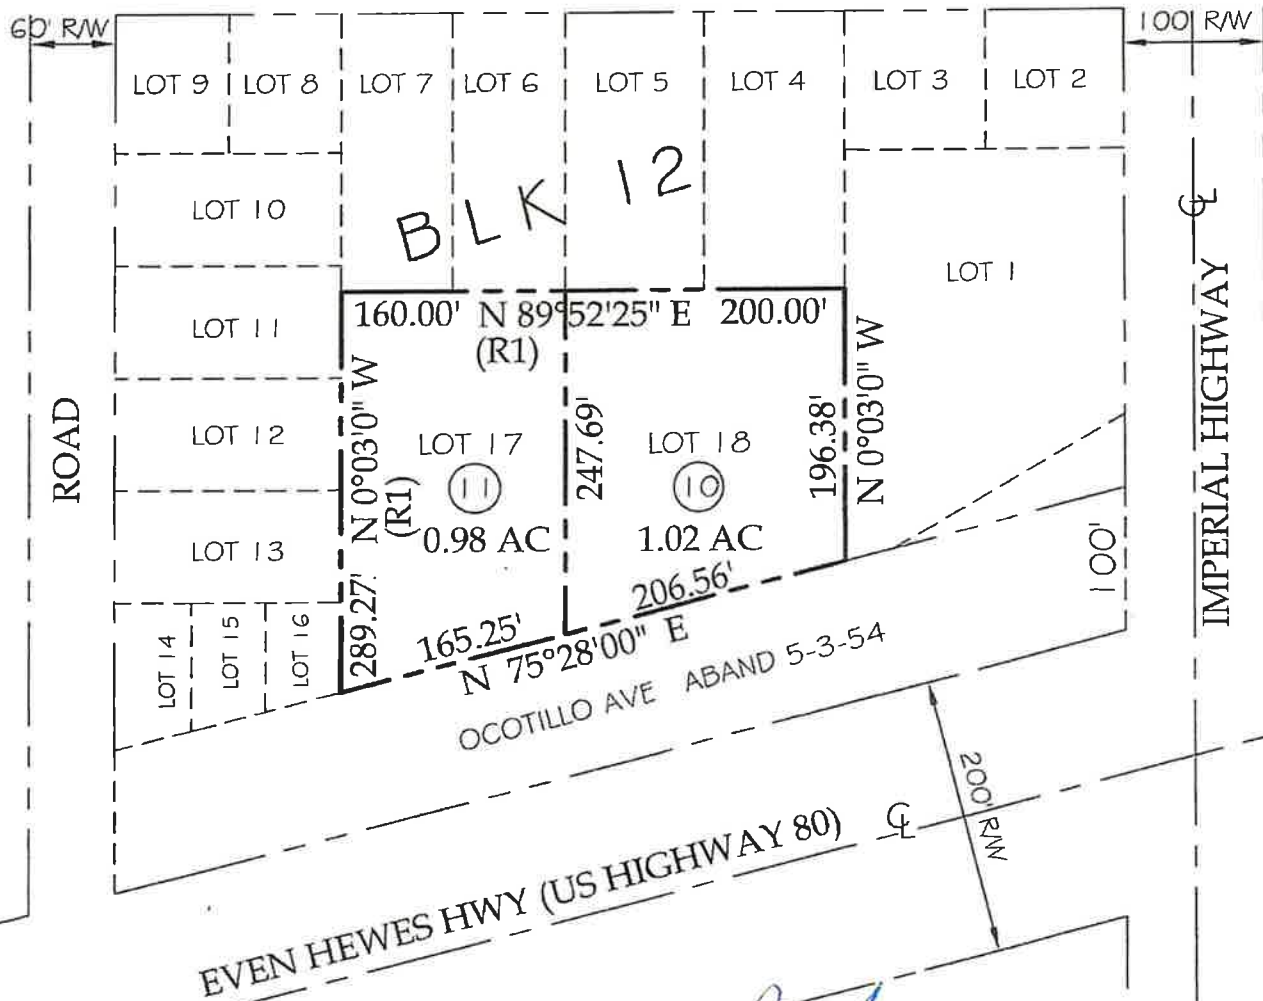 60' R/W
100' R/W
LOT 9
LOT 8
LOT 7
LOT 6
LOT 5
LOT 4
LOT 3
LOT 2
BLK 12
LOT 10
LOT 1
℄
LOT 11
160.00' N 89°52'25" E 200.00'
(R1)
ROAD
LOT 12
N 0°03'0" W
(R1)
289.27'
LOT 17
11
0.98 AC
247.69'
LOT 18
10
1.02 AC
196.38'
N 0°03'0" W
IMPERIAL HIGHWAY
100'
LOT 13
LOT 14
LOT 15
LOT 16
165.25'
206.56'
N 75°28'00" E
OCOTILLO AVE ABAND 5-3-54
200' R/W
EVEN HEWES HWY (US HIGHWAY 80)
℄